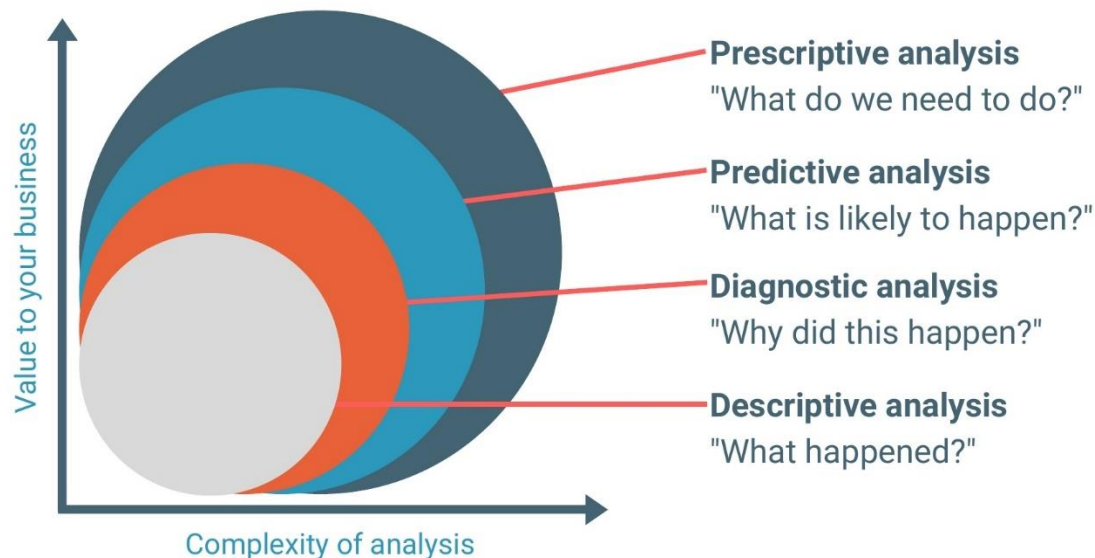 Value to your business
Prescriptive analysis
"What do we need to do?"
Predictive analysis
"What is likely to happen?"
Diagnostic analysis
"Why did this happen?"
Descriptive analysis
"What happened?"
Complexity of analysis